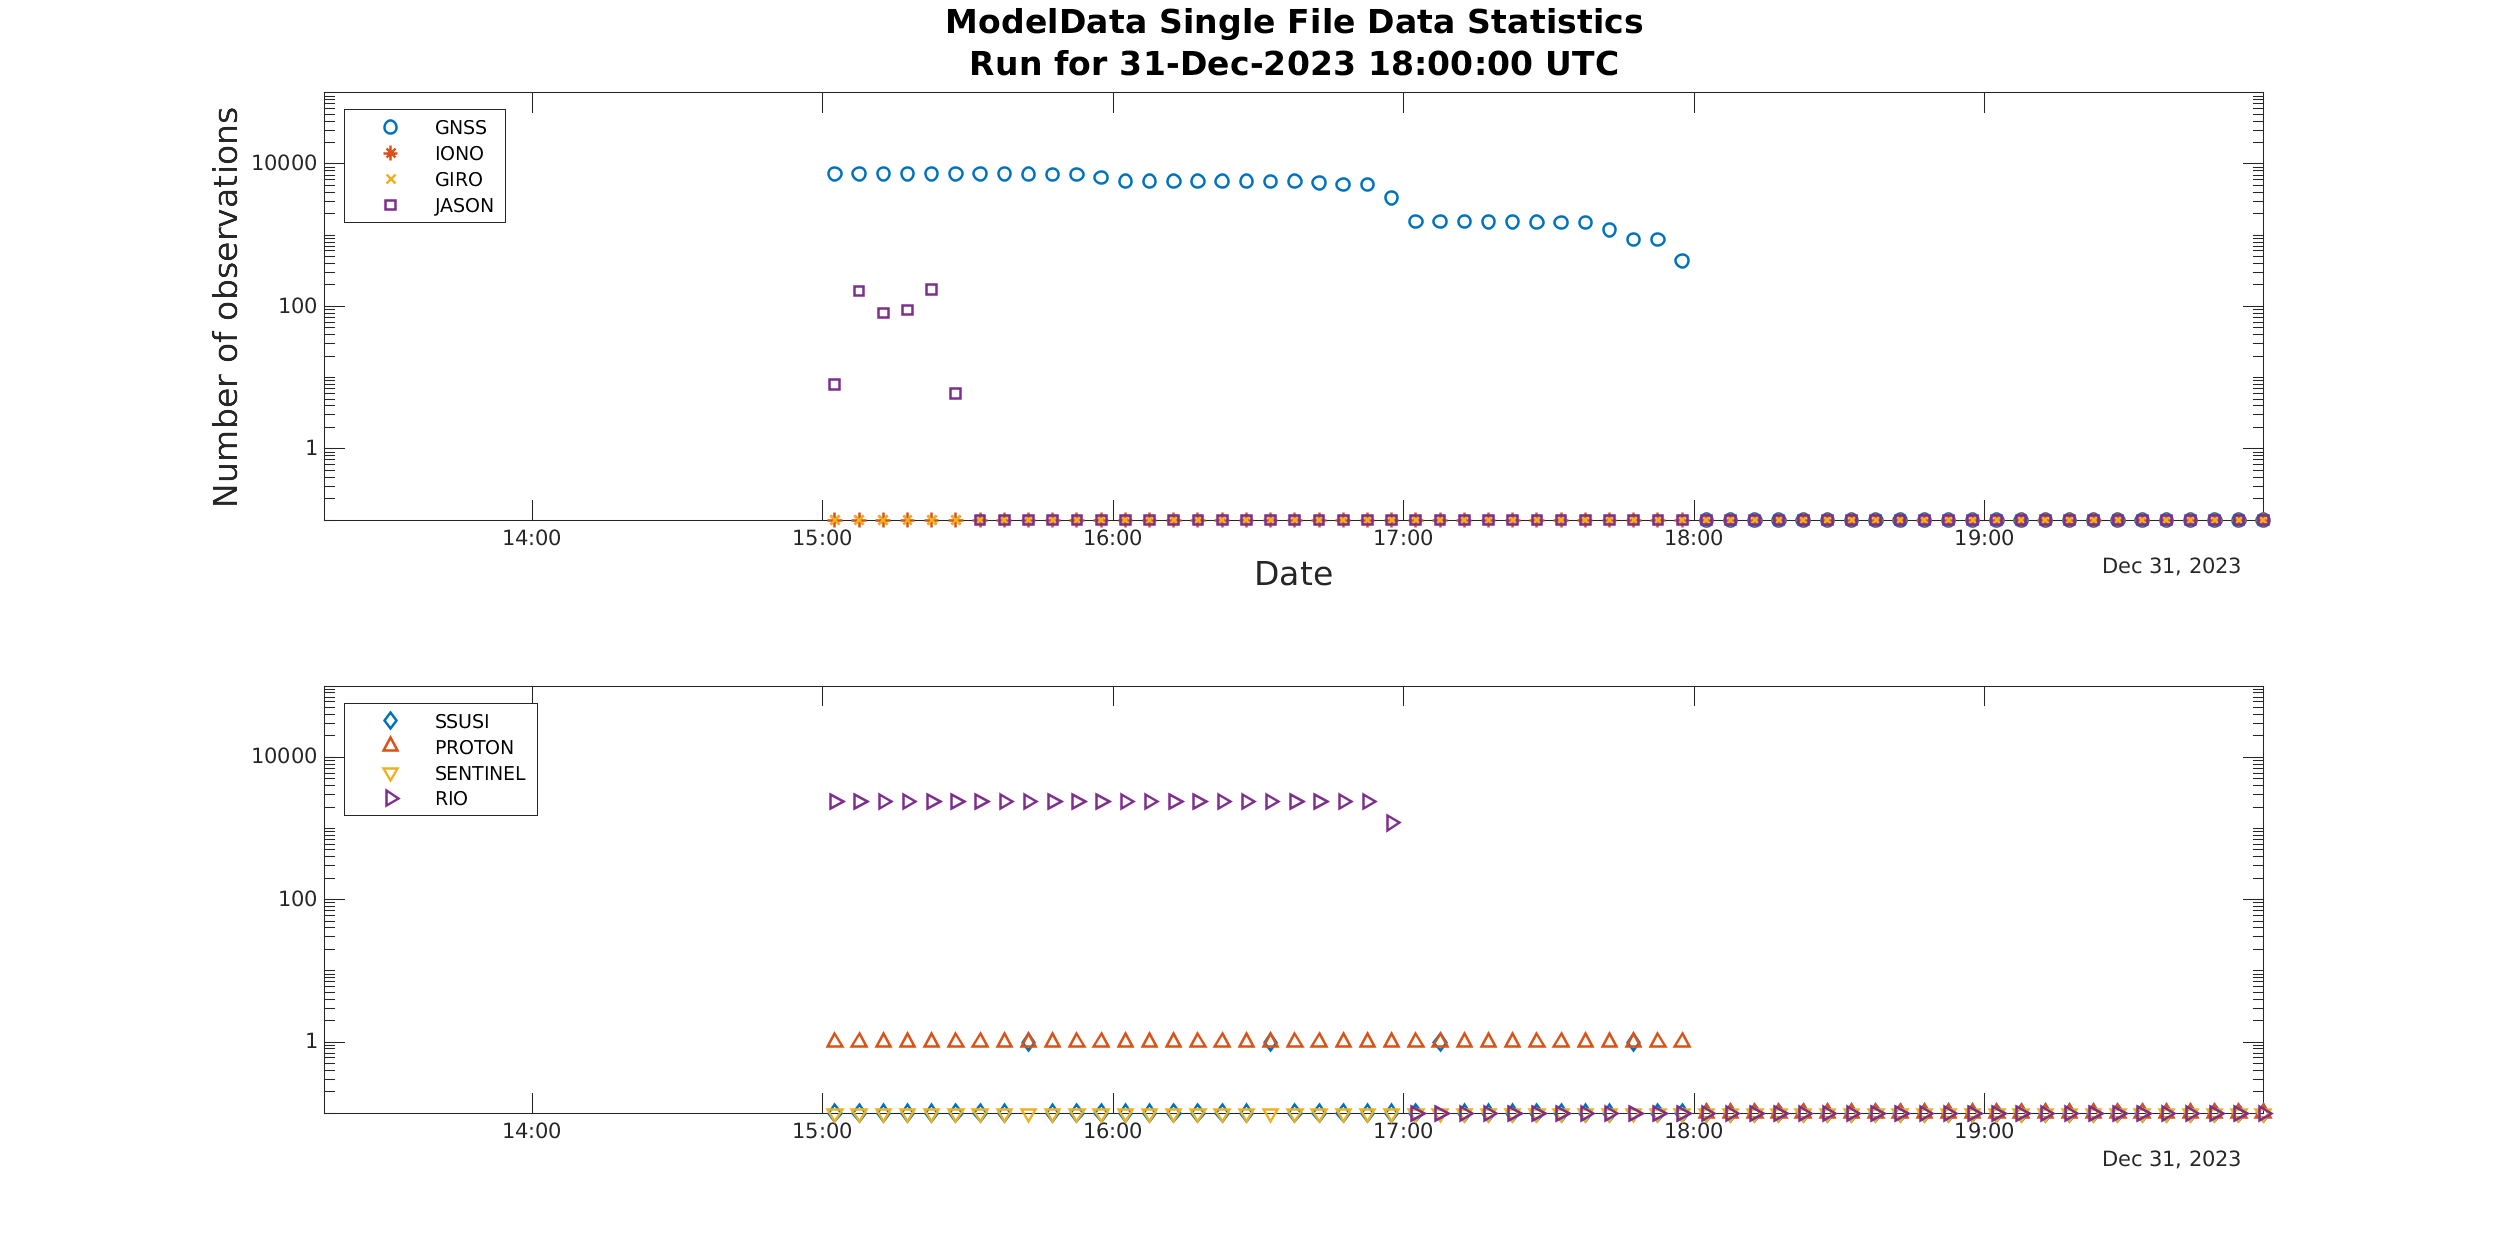 ModelData Single File Data Statistics
Run for 31-Dec-2023 18:00:00 UTC
Number of observations
10000
100
1
GNSS
IONO
GIRO
JASON
14:00 15:00 16:00 17:00 18:00 19:00
Dec 31, 2023
Date
10000
100
1
SSUSI
PROTON
SENTINEL
RIO
14:00 15:00 16:00 17:00 18:00 19:00
Dec 31, 2023